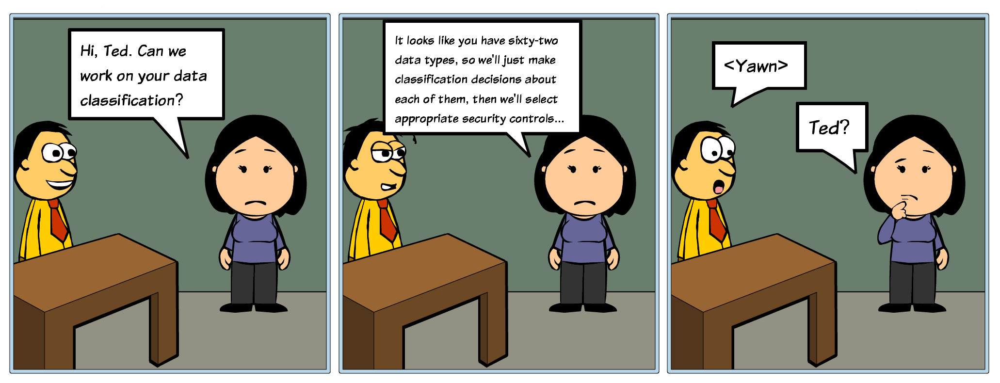 Hi, Ted. Can we
work on your data
classification?
It looks like you have sixty-two
data types, so we'll just make
classification decisions about
each of them, then we'll select
appropriate security controls...
<Yawn>
Ted?